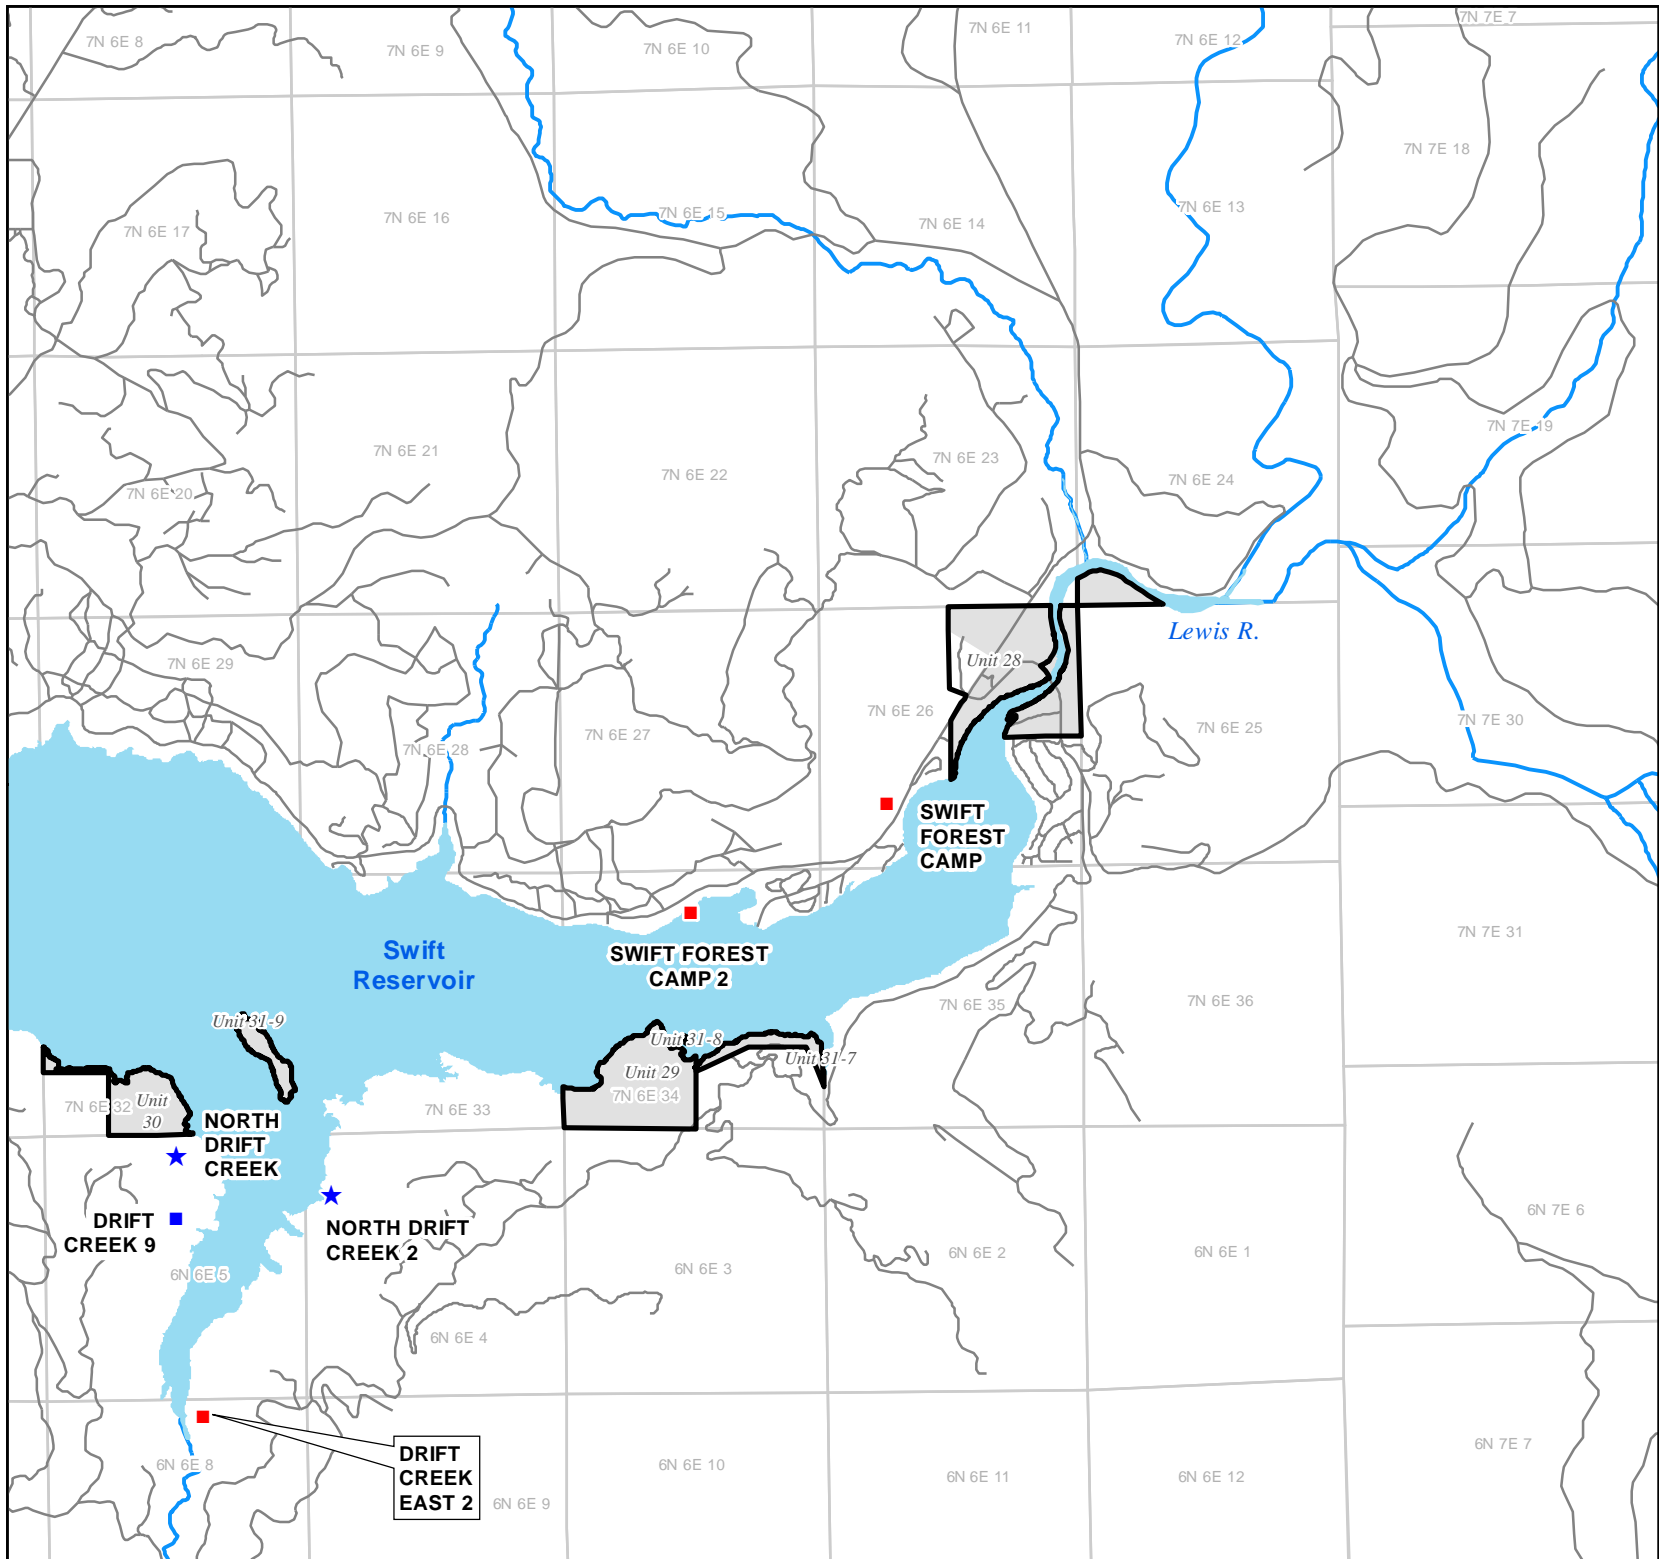 7N 7E 7
7N 6E 8
7N 6E 9
7N 6E 10
7N 6E 11
7N 6E 12
7N 7E 18
7N 6E 17
7N 6E 16
7N 6E 15
7N 6E 14
7N 6E 13
7N 6E 20
7N 6E 21
7N 6E 22
7N 6E 23
7N 6E 24
7N 7E 19
Lewis R.
7N 6E 29
7N 6E 28
7N 6E 27
7N 6E 26
Unit 28
7N 6E 25
7N 7E 30
SWIFT
FOREST
CAMP
Swift
Reservoir
SWIFT FOREST
CAMP 2
7N 6E 35
7N 6E 36
7N 7E 31
Unit 31-9
Unit 31-8
Unit 31-7
Unit 29
7N 6E 32
Unit
30
7N 6E 33
7N 6E 34
NORTH
DRIFT
CREEK
DRIFT
CREEK 9
NORTH DRIFT
CREEK 2
6N 6E 5
6N 6E 4
6N 6E 3
6N 6E 2
6N 6E 1
6N 7E 6
DRIFT
CREEK
EAST 2
6N 6E 8
6N 6E 9
6N 6E 10
6N 6E 11
6N 6E 12
6N 7E 7